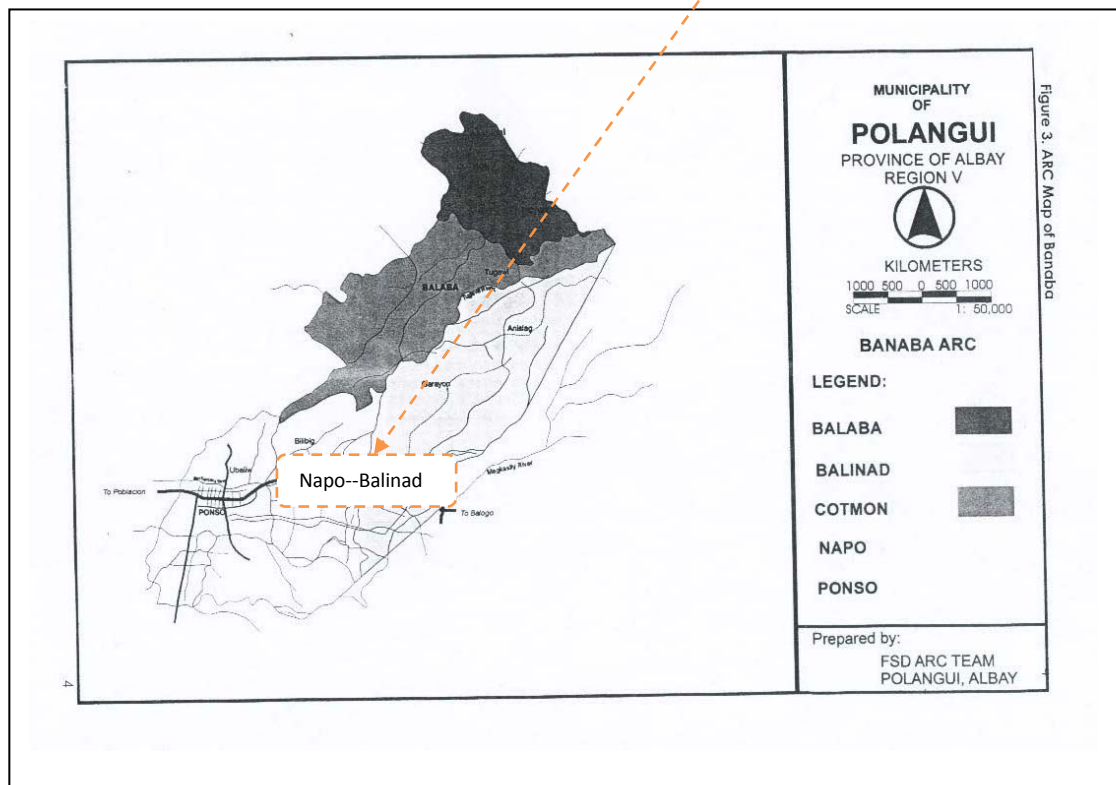 MUNICIPALITY
OF
POLANGUI
PROVINCE OF ALBAY
REGION V
KILOMETERS
1000 500 0 500 1000
SCALE 1: 50,000
BANABA ARC
LEGEND:
BALABA
BALINAD
COTMON
NAPO
PONSO
Prepared by:
FSD ARC TEAM
POLANGUI, ALBAY
Figure 3. ARC Map of Banaba
BALABA
Anislag
Bilibig
Ubaliw
Napo--Balinad
To Poblacion
PONSO
To Balogo
River
4